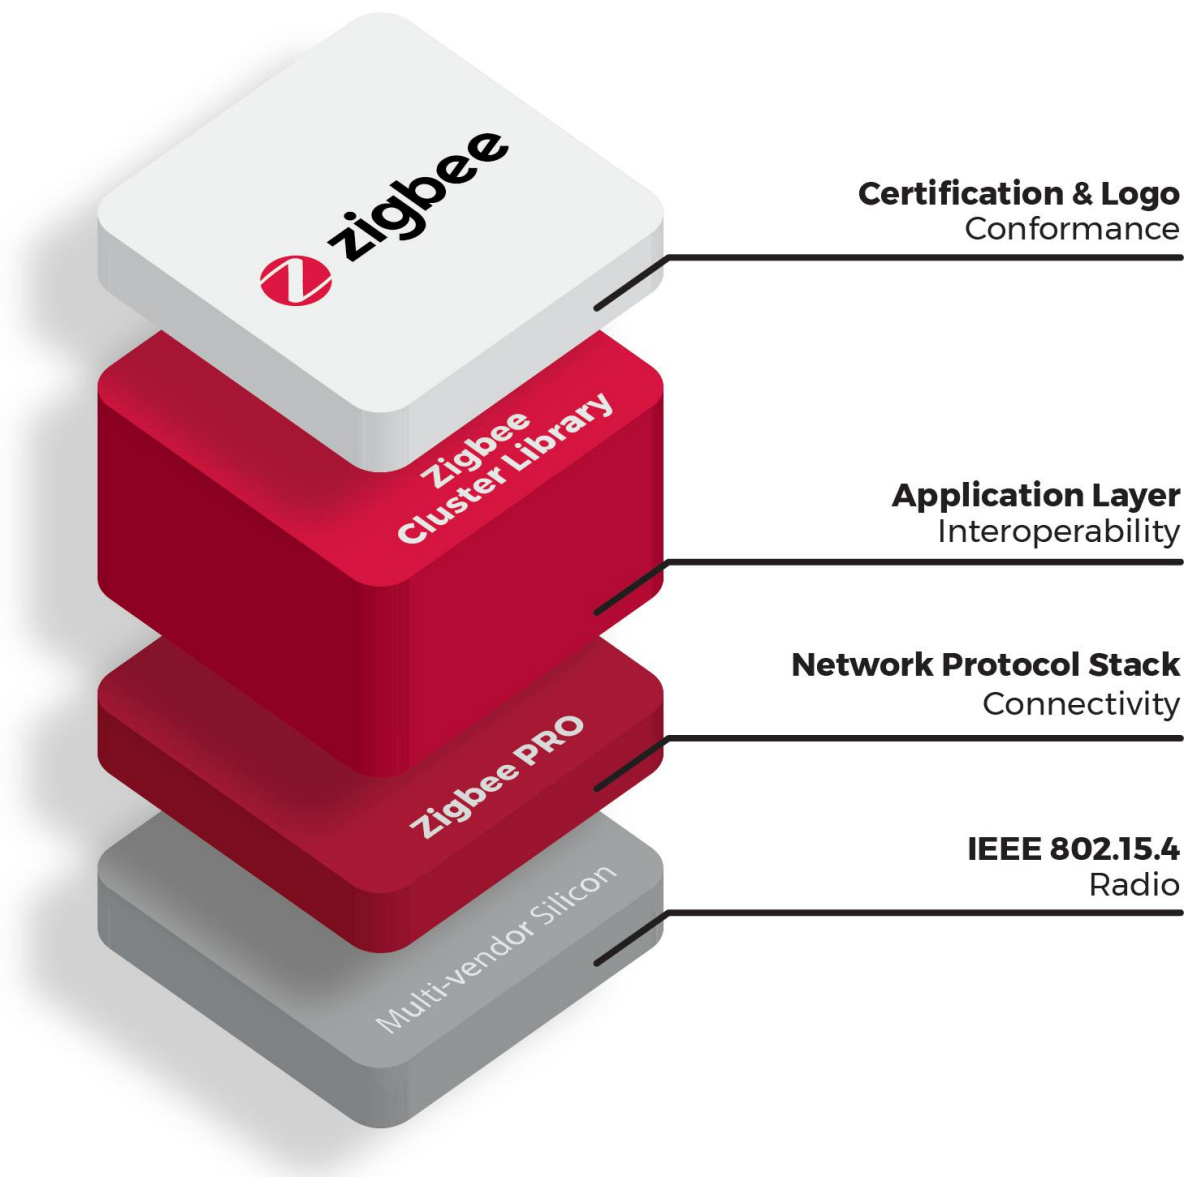 zigbee
Certification & Logo
Conformance
Zigbee
Cluster Library
Application Layer
Interoperability
Zigbee PRO
Network Protocol Stack
Connectivity
Multi-vendor Silicon
IEEE 802.15.4
Radio